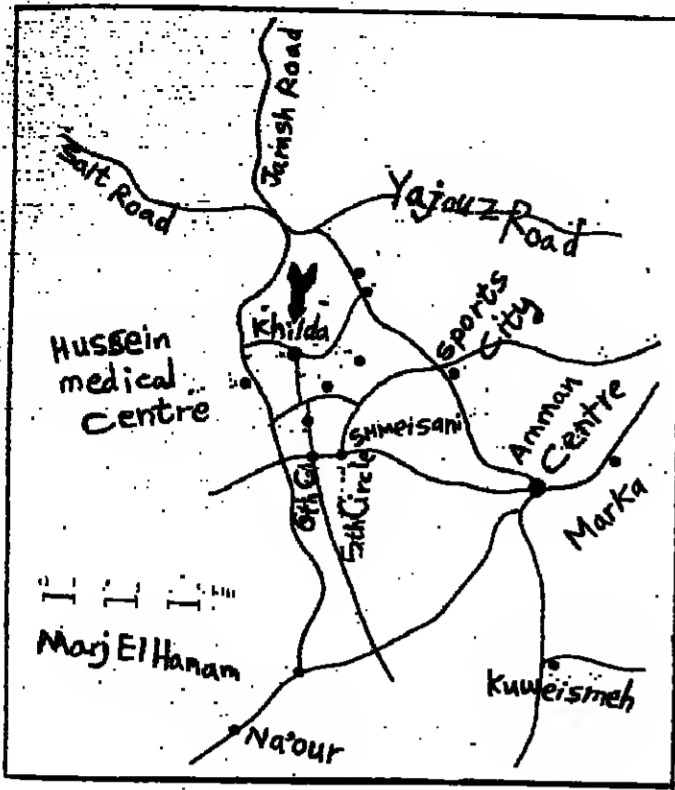 Jarash Road
Salt Road
Yajouz Road
Khilda
Sports
City
Hussein
medical
Centre
SHmeisani
Amman
Centre
6th Cl
5th Circle
Marka
Marj El Hamam
Kuweismeh
Na'our